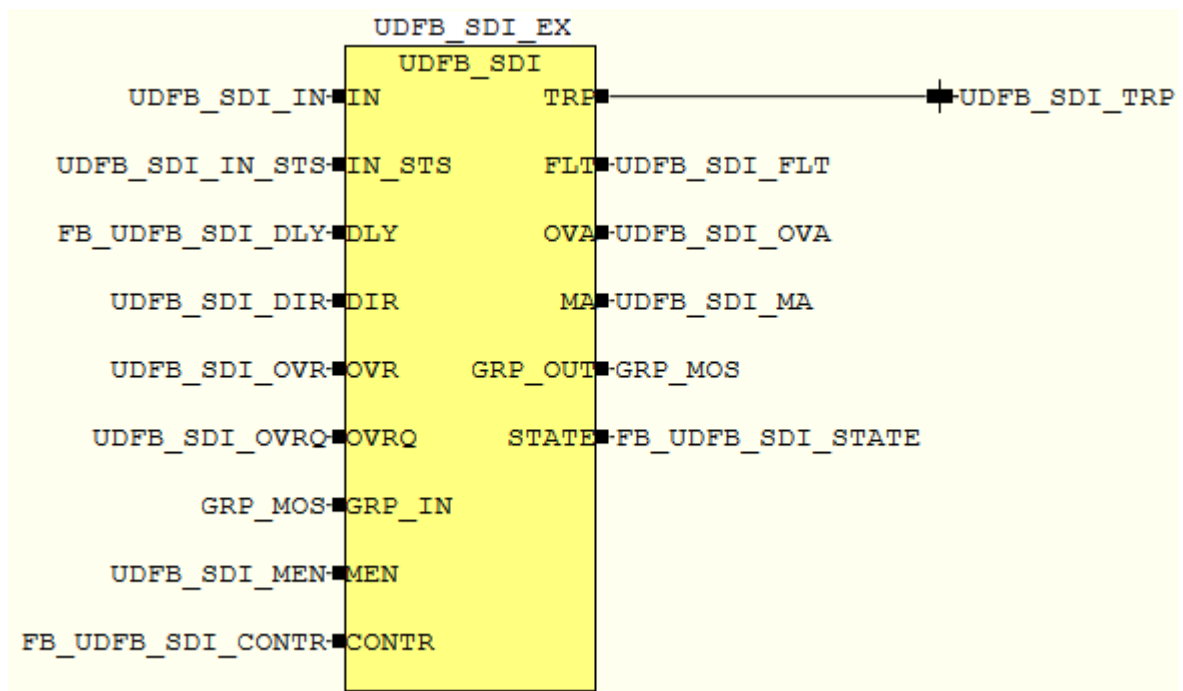 UDFB_SDI_EX
UDFB_SDI
UDFB_SDI_IN IN TRP UDFB_SDI_TRP
UDFB_SDI_IN_STS IN_STS FLT UDFB_SDI_FLT
FB_UDFB_SDI_DLY DLY OVA UDFB_SDI_OVA
UDFB_SDI_DIR DIR MA UDFB_SDI_MA
UDFB_SDI_OVR OVR GRP_OUT GRP_MOS
UDFB_SDI_OVRQ OVRQ STATE FB_UDFB_SDI_STATE
GRP_MOS GRP_IN
UDFB_SDI_MEN MEN
FB_UDFB_SDI_CONTR CONTR